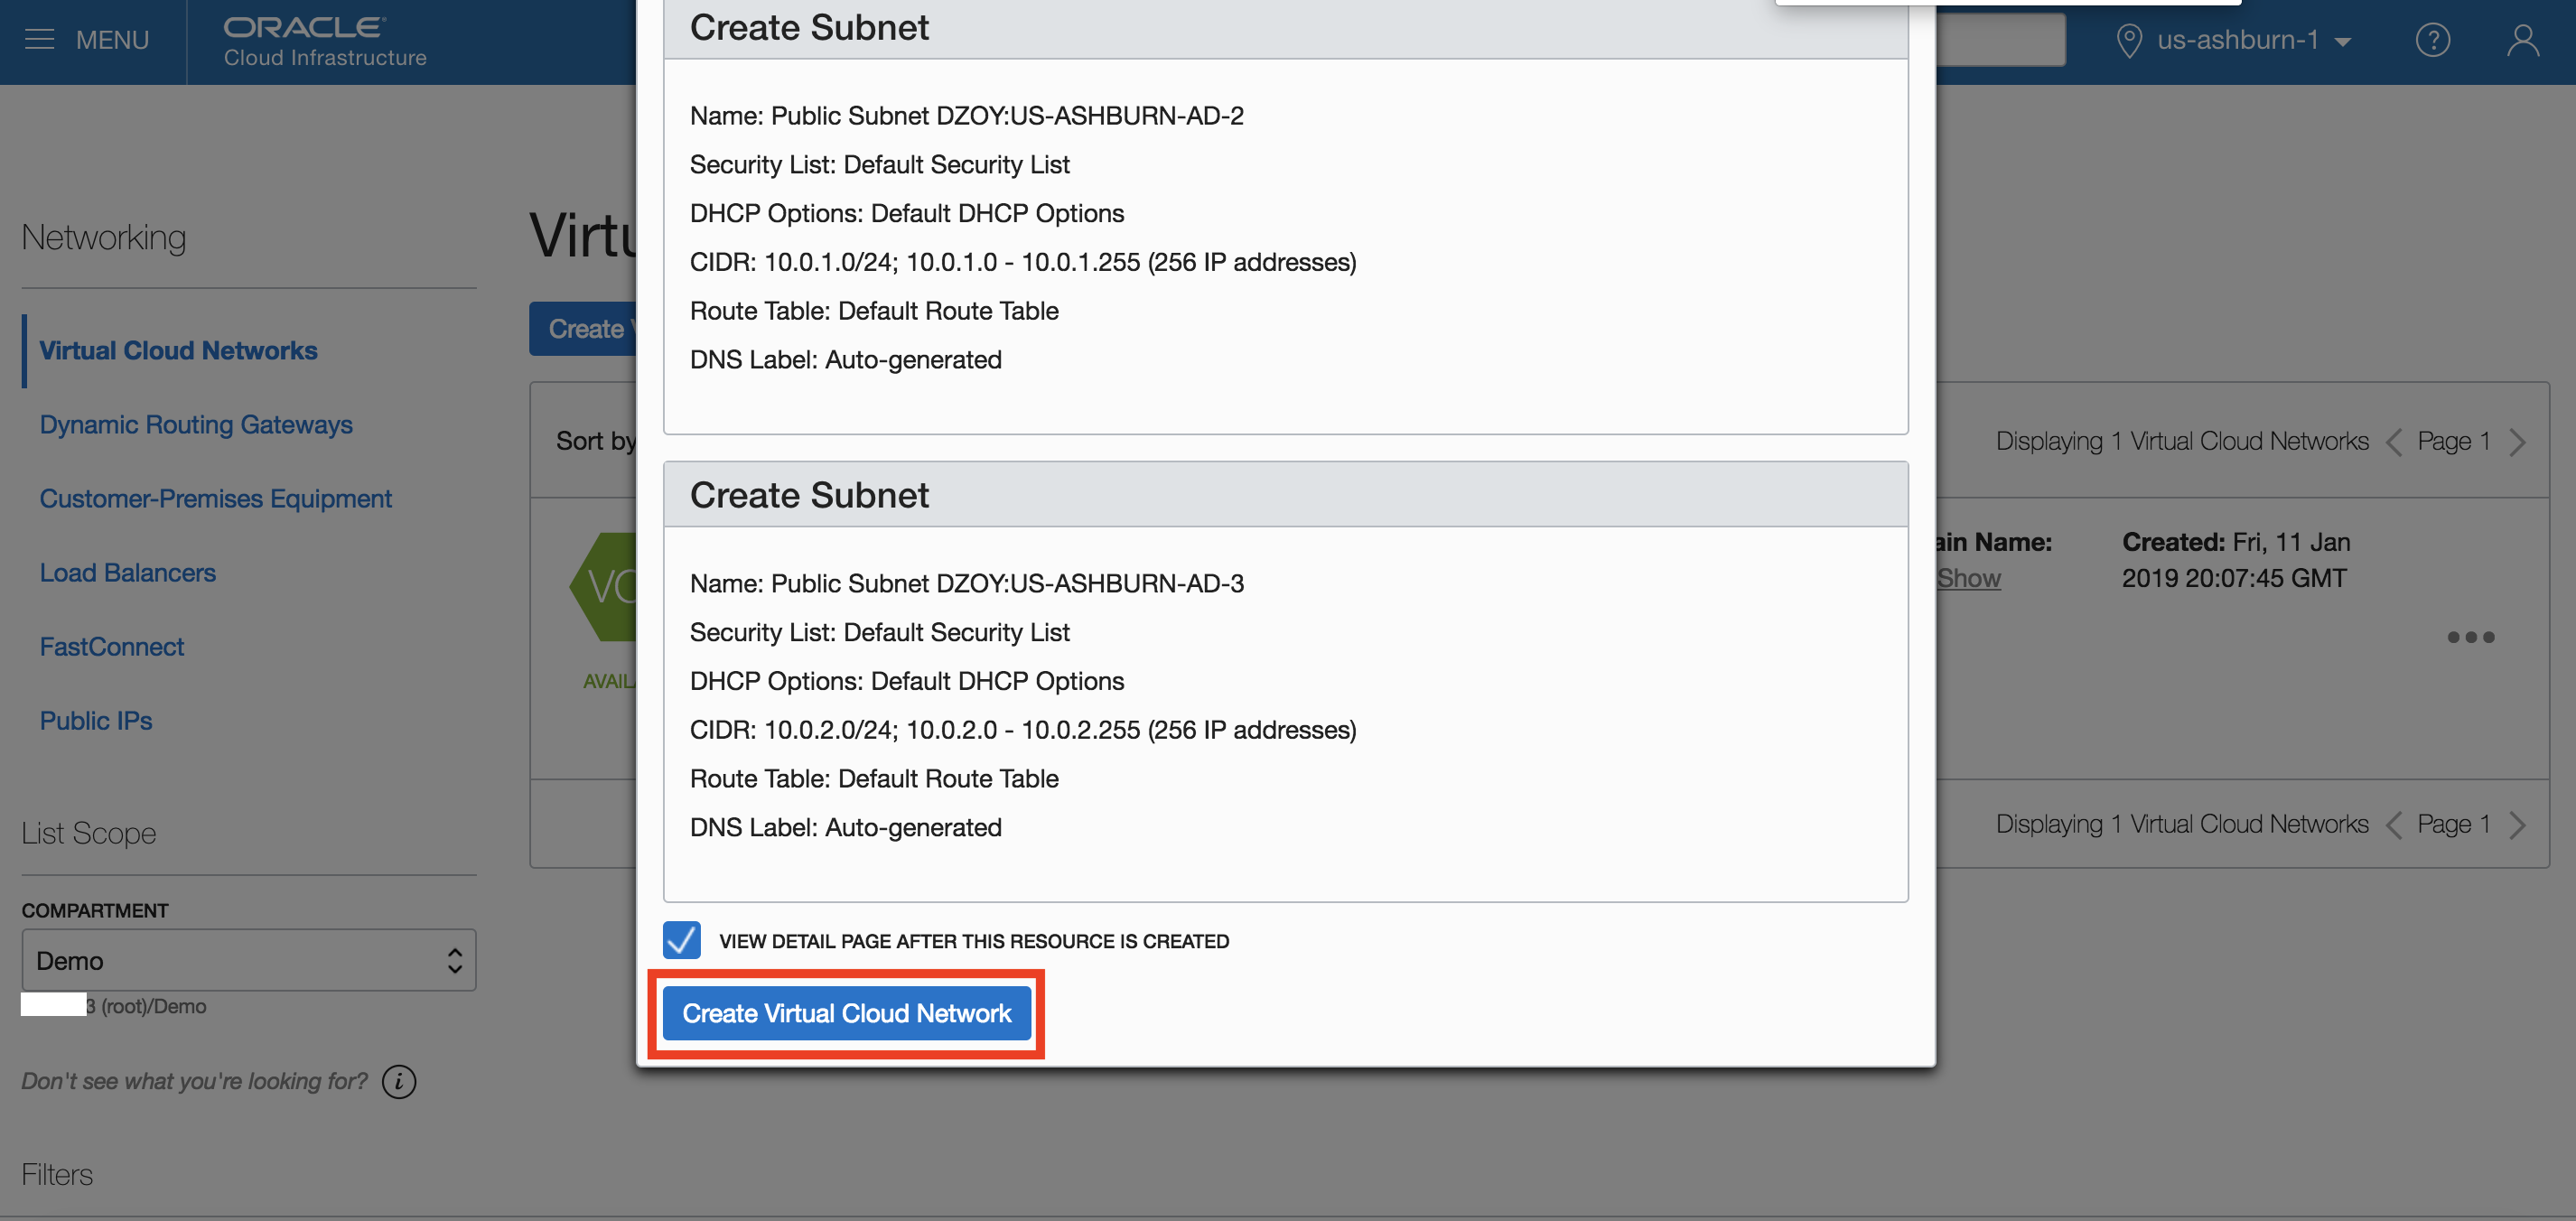 MENU
ORACLE
Cloud Infrastructure
us-ashburn-1
?
Networking
Virtual Cloud Networks
Dynamic Routing Gateways
Customer-Premises Equipment
Load Balancers
FastConnect
Public IPs
List Scope
COMPARTMENT
Demo
3 (root)/Demo
Don't see what you're looking for? i
Filters
Virtu
Create V
Sort by
VC
AVAILA
Create Subnet
Name: Public Subnet DZOY:US-ASHBURN-AD-2
Security List: Default Security List
DHCP Options: Default DHCP Options
CIDR: 10.0.1.0/24; 10.0.1.0 - 10.0.1.255 (256 IP addresses)
Route Table: Default Route Table
DNS Label: Auto-generated
Create Subnet
Name: Public Subnet DZOY:US-ASHBURN-AD-3
Security List: Default Security List
DHCP Options: Default DHCP Options
CIDR: 10.0.2.0/24; 10.0.2.0 - 10.0.2.255 (256 IP addresses)
Route Table: Default Route Table
DNS Label: Auto-generated
VIEW DETAIL PAGE AFTER THIS RESOURCE IS CREATED
Create Virtual Cloud Network
Displaying 1 Virtual Cloud Networks < Page 1 >
ain Name:
Show
Created: Fri, 11 Jan
2019 20:07:45 GMT
Displaying 1 Virtual Cloud Networks < Page 1 >